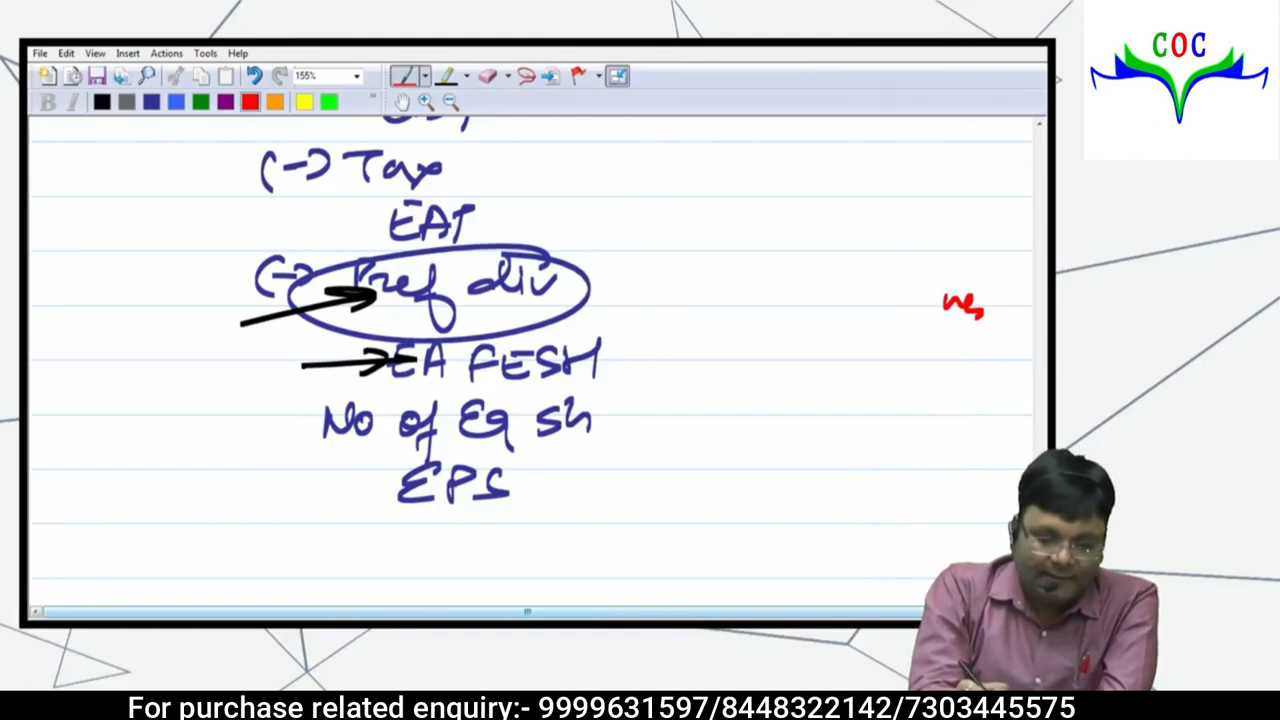 COC
File Edit View Insert Actions Tools Help
155%
B I
(-) Tax
EAT
(-) Pref div
EA FESH
No of Eq sh
EPS
For purchase related enquiry:- 9999631597/8448322142/7303445575